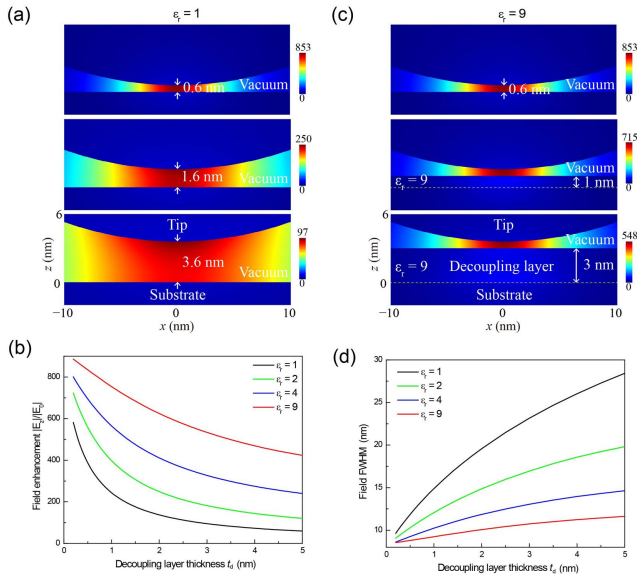 (a)
ε_r = 1
853
0
0.6 nm
Vacuum
250
0
1.6 nm
Vacuum
6
z (nm)
0
Tip
97
0
3.6 nm
Vacuum
Substrate
−10
0
10
x (nm)
(c)
ε_r = 9
853
0
0.6 nm
Vacuum
715
0
Vacuum
ε_r = 9
1 nm
6
z (nm)
0
Tip
548
0
Vacuum
ε_r = 9
Decoupling layer
3 nm
Substrate
−10
0
10
x (nm)
(b)
Field enhancement |E_z|/|E_0|
800
600
400
200
0
ε_r = 1
ε_r = 2
ε_r = 4
ε_r = 9
0
1
2
3
4
5
Decoupling layer thickness t_d (nm)
(d)
Field FWHM (nm)
30
25
20
15
10
ε_r = 1
ε_r = 2
ε_r = 4
ε_r = 9
0
1
2
3
4
5
Decoupling layer thickness t_d (nm)